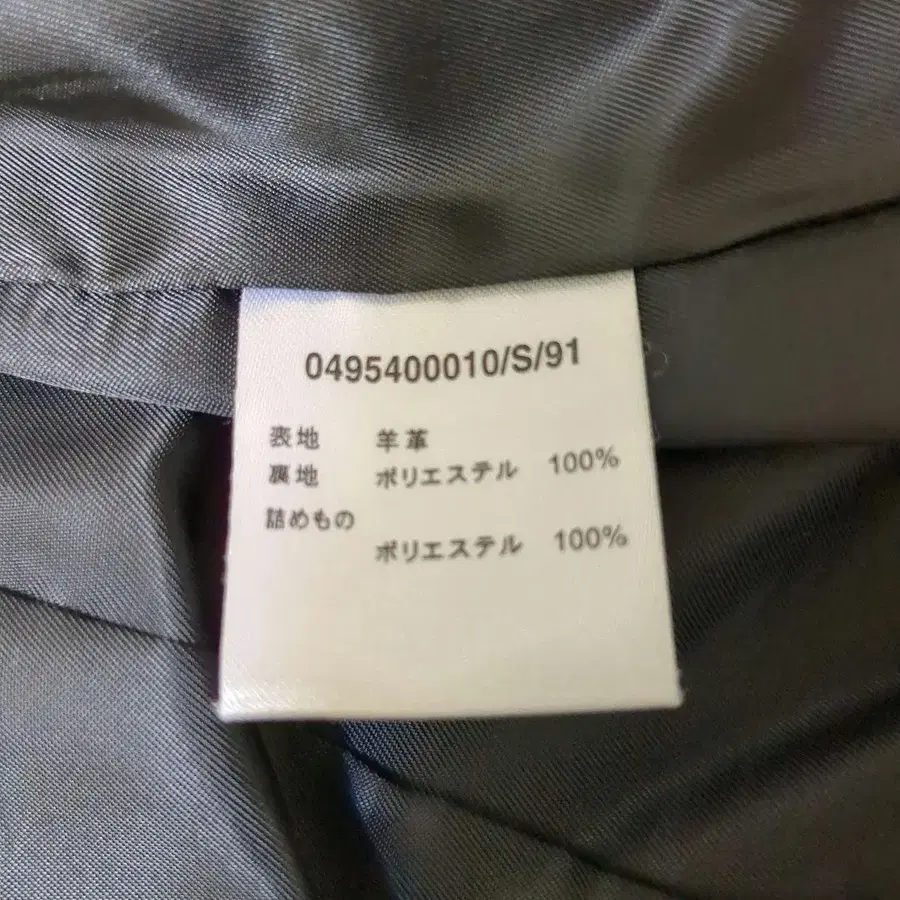 0495400010/S/91
表地 羊革
裏地 ポリエステル 100%
詰めもの
ポリエステル 100%